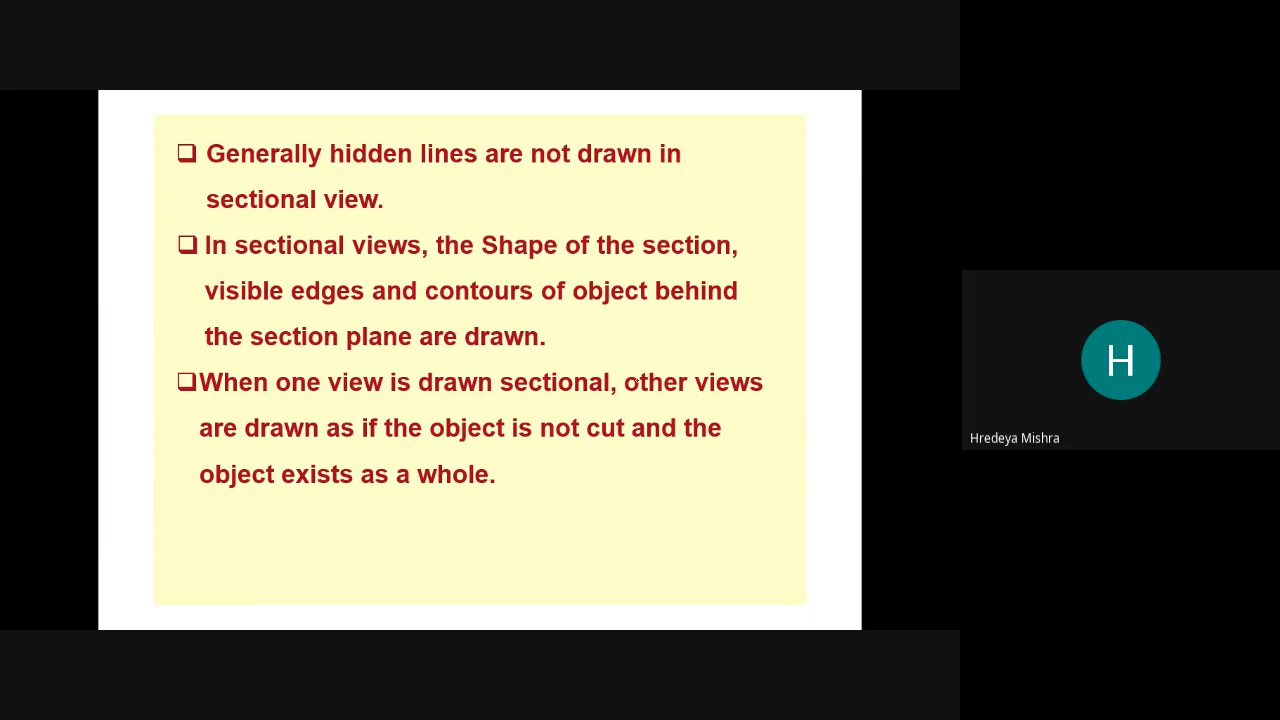 ❑ Generally hidden lines are not drawn in
sectional view.
❑ In sectional views, the Shape of the section,
visible edges and contours of object behind
the section plane are drawn.
❑When one view is drawn sectional, other views
are drawn as if the object is not cut and the
object exists as a whole.
H
Hredeya Mishra